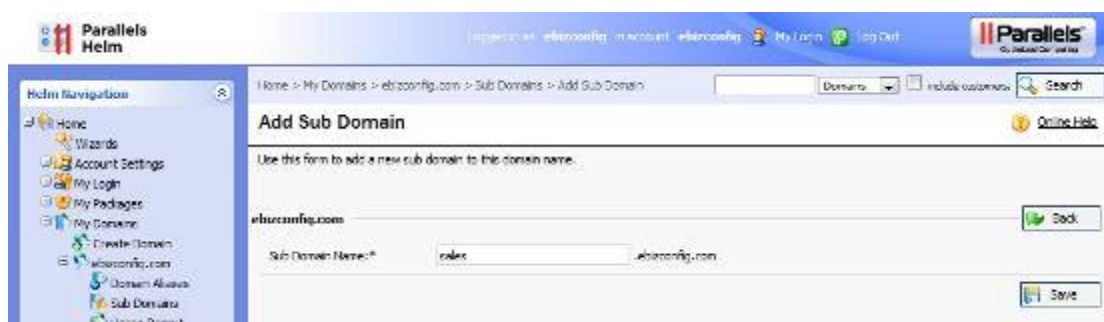 Parallels
Helm
Logged in as ebizconfig in account ebizconfig My Login Log Out
Parallels
Helm Navigation
Home
Wizards
Account Settings
My Login
My Packages
My Domains
Create Domain
ebizconfig.com
Domain Aliases
Sub Domains
Home > My Domains > ebizconfig.com > Sub Domains > Add Sub Domain
Domains include customers Search
Add Sub Domain
Online Help
Use this form to add a new sub domain to this domain name.
ebizconfig.com
Back
Sub Domain Name:* sales .ebizconfig.com
Save